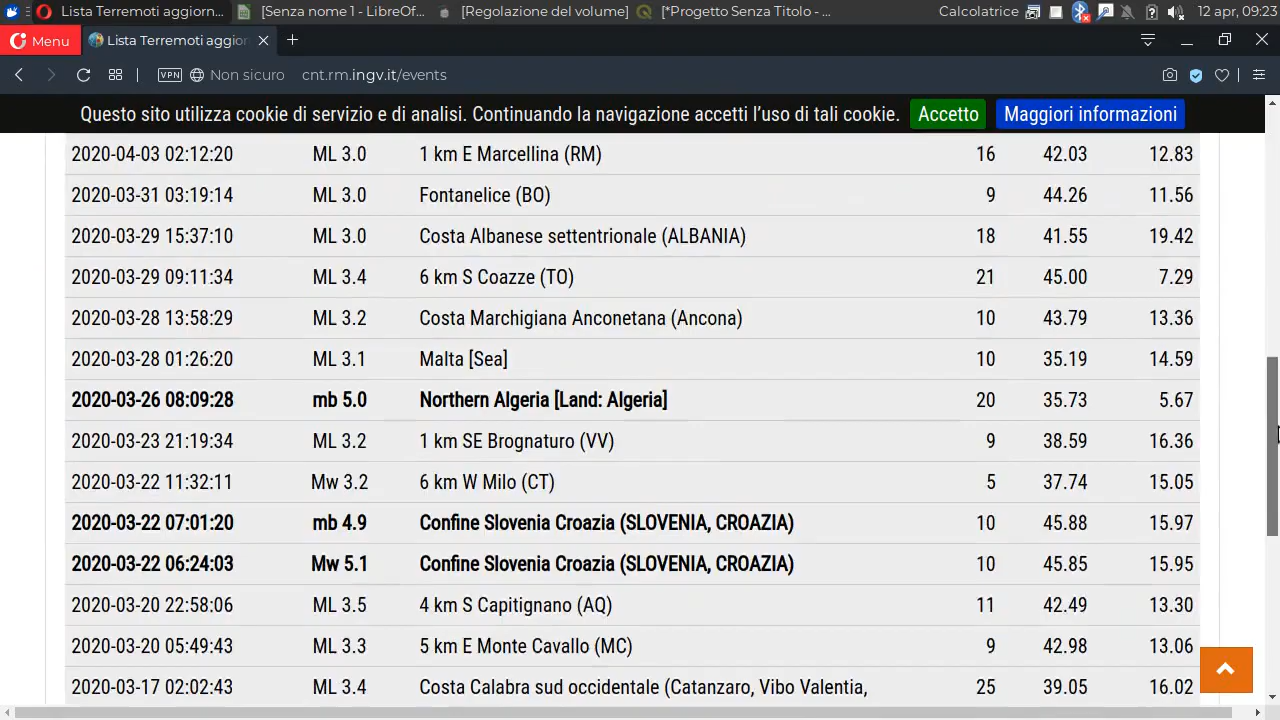 Lista Terremoti aggiorn... [Senza nome 1 - LibreOf... [Regolazione del volume] [*Progetto Senza Titolo - ... Calcolatrice 12 apr, 09:23
Menu Lista Terremoti aggior
VPN Non sicuro cnt.rm.ingv.it/events
Questo sito utilizza cookie di servizio e di analisi. Continuando la navigazione accetti l’uso di tali cookie. Accetto Maggiori informazioni
2020-04-03 02:12:20 ML 3.0 1 km E Marcellina (RM) 16 42.03 12.83
2020-03-31 03:19:14 ML 3.0 Fontanelice (BO) 9 44.26 11.56
2020-03-29 15:37:10 ML 3.0 Costa Albanese settentrionale (ALBANIA) 18 41.55 19.42
2020-03-29 09:11:34 ML 3.4 6 km S Coazze (TO) 21 45.00 7.29
2020-03-28 13:58:29 ML 3.2 Costa Marchigiana Anconetana (Ancona) 10 43.79 13.36
2020-03-28 01:26:20 ML 3.1 Malta [Sea] 10 35.19 14.59
2020-03-26 08:09:28 mb 5.0 Northern Algeria [Land: Algeria] 20 35.73 5.67
2020-03-23 21:19:34 ML 3.2 1 km SE Brognaturo (VV) 9 38.59 16.36
2020-03-22 11:32:11 Mw 3.2 6 km W Milo (CT) 5 37.74 15.05
2020-03-22 07:01:20 mb 4.9 Confine Slovenia Croazia (SLOVENIA, CROAZIA) 10 45.88 15.97
2020-03-22 06:24:03 Mw 5.1 Confine Slovenia Croazia (SLOVENIA, CROAZIA) 10 45.85 15.95
2020-03-20 22:58:06 ML 3.5 4 km S Capitignano (AQ) 11 42.49 13.30
2020-03-20 05:49:43 ML 3.3 5 km E Monte Cavallo (MC) 9 42.98 13.06
2020-03-17 02:02:43 ML 3.4 Costa Calabra sud occidentale (Catanzaro, Vibo Valentia, 25 39.05 16.02